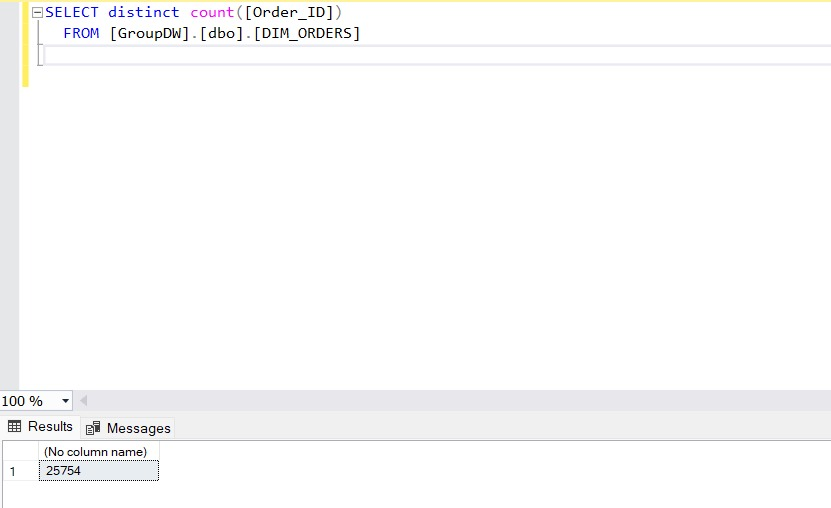 SELECT distinct count([Order_ID])
FROM [GroupDW].[dbo].[DIM_ORDERS]
100 %
Results Messages
(No column name)
1 25754